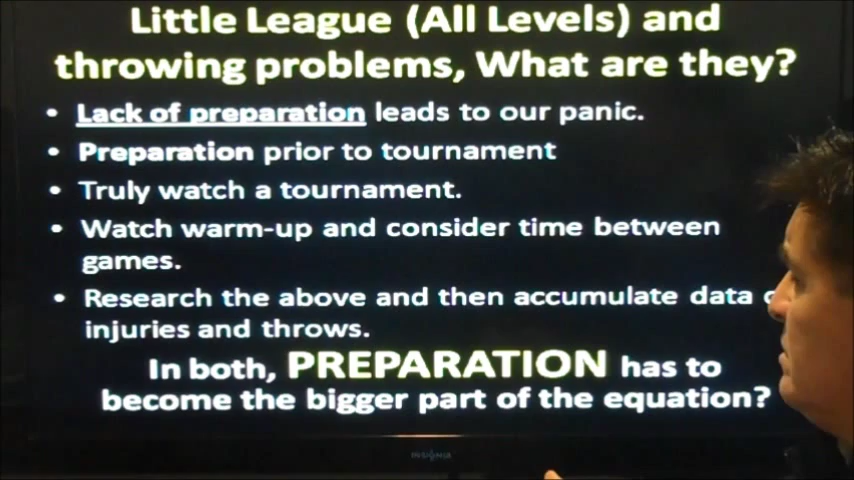 Little League (All Levels) and
throwing problems, What are they?
• Lack of preparation leads to our panic.
• Preparation prior to tournament
• Truly watch a tournament.
• Watch warm-up and consider time between
games.
• Research the above and then accumulate data
injuries and throws.
In both, PREPARATION has to
become the bigger part of the equation?
INSIGNIA